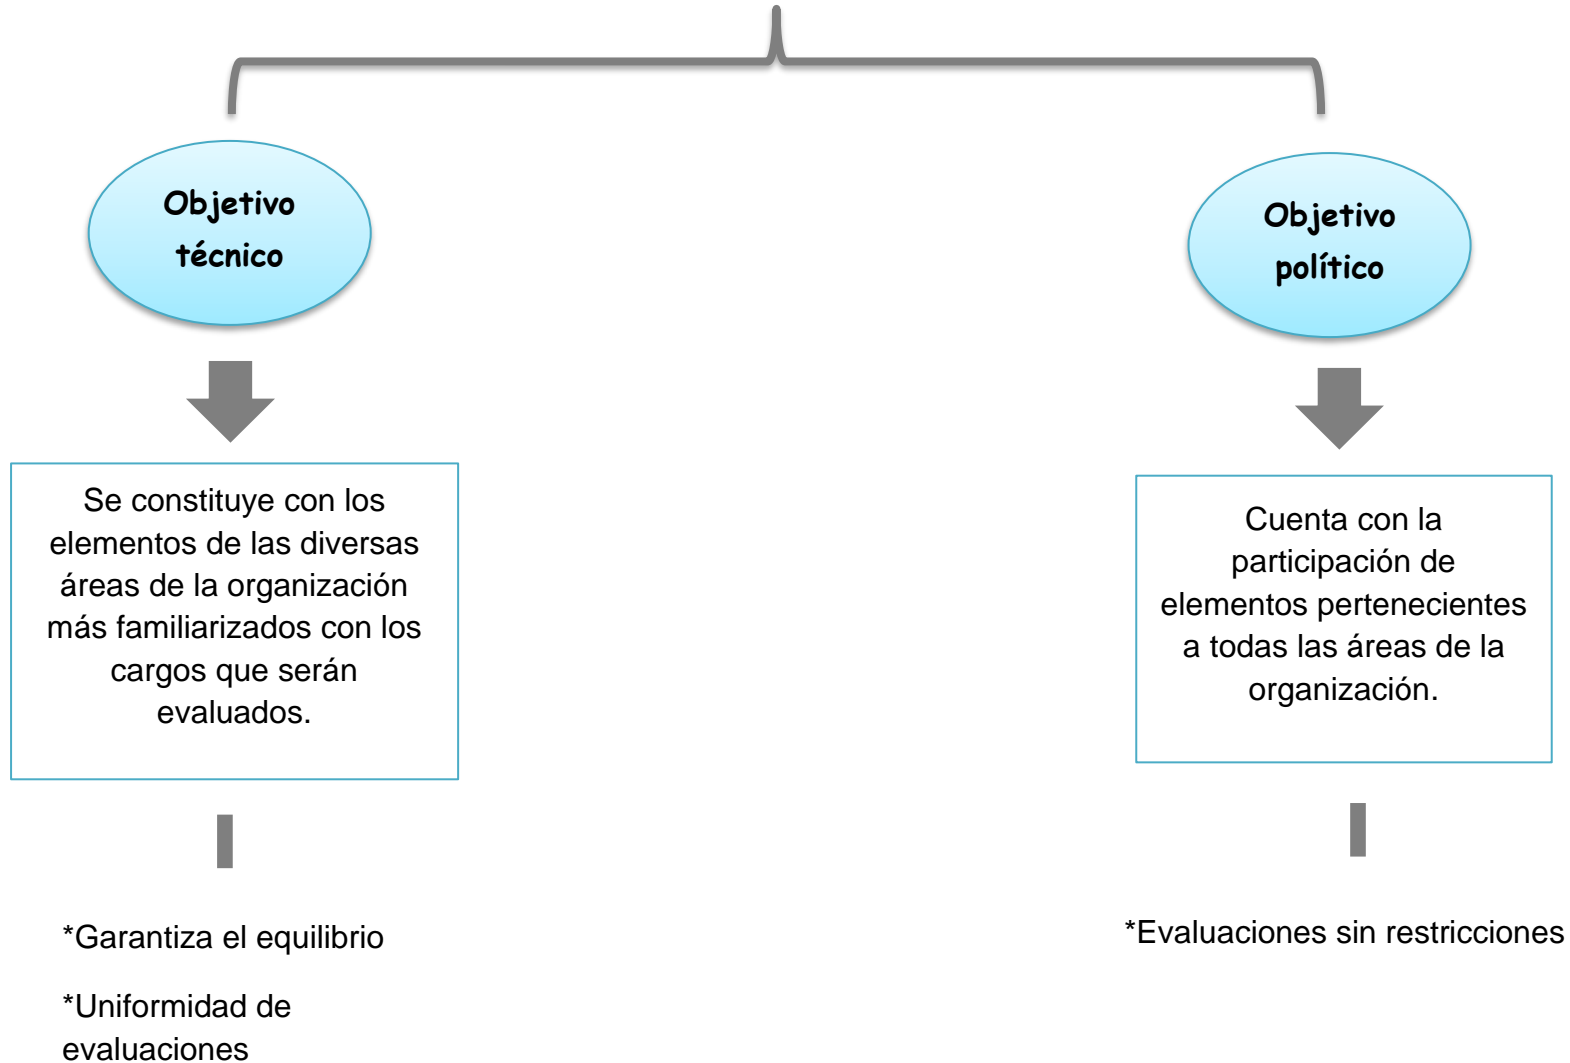 Objetivo
técnico
Se constituye con los
elementos de las diversas
áreas de la organización
más familiarizados con los
cargos que serán
evaluados.
*Garantiza el equilibrio
*Uniformidad de
evaluaciones
Objetivo
político
Cuenta con la
participación de
elementos pertenecientes
a todas las áreas de la
organización.
*Evaluaciones sin restricciones